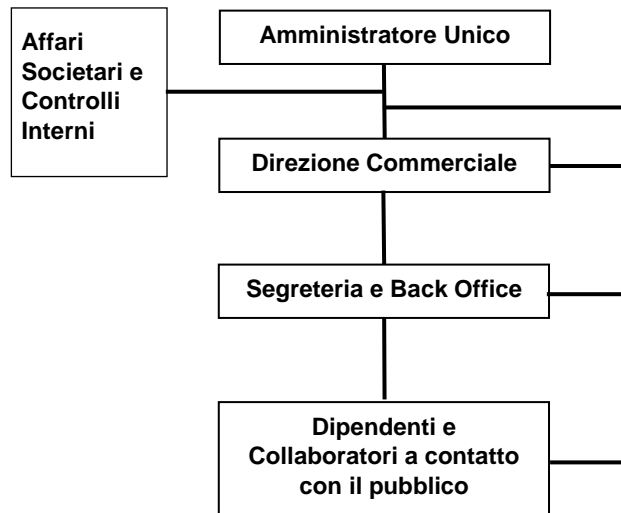 Affari
Societari e
Controlli
Interni
Amministratore Unico
Direzione Commerciale
Segreteria e Back Office
Dipendenti e
Collaboratori a contatto
con il pubblico